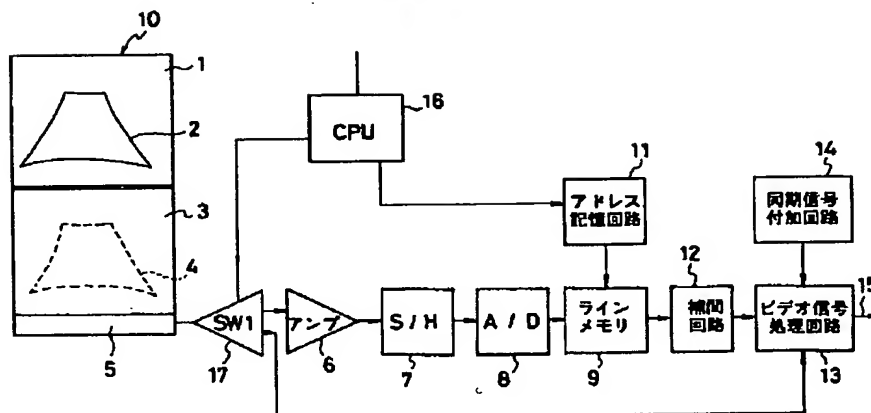 10
1
2
3
4
5
CPU
16
11
アドレス
記憶回路
14
同期信号
付加回路
SW1
17
アンプ
6
S/H
7
A/D
8
ライン
メモリ
9
12
補間
回路
ビデオ信号
処理回路
13
15